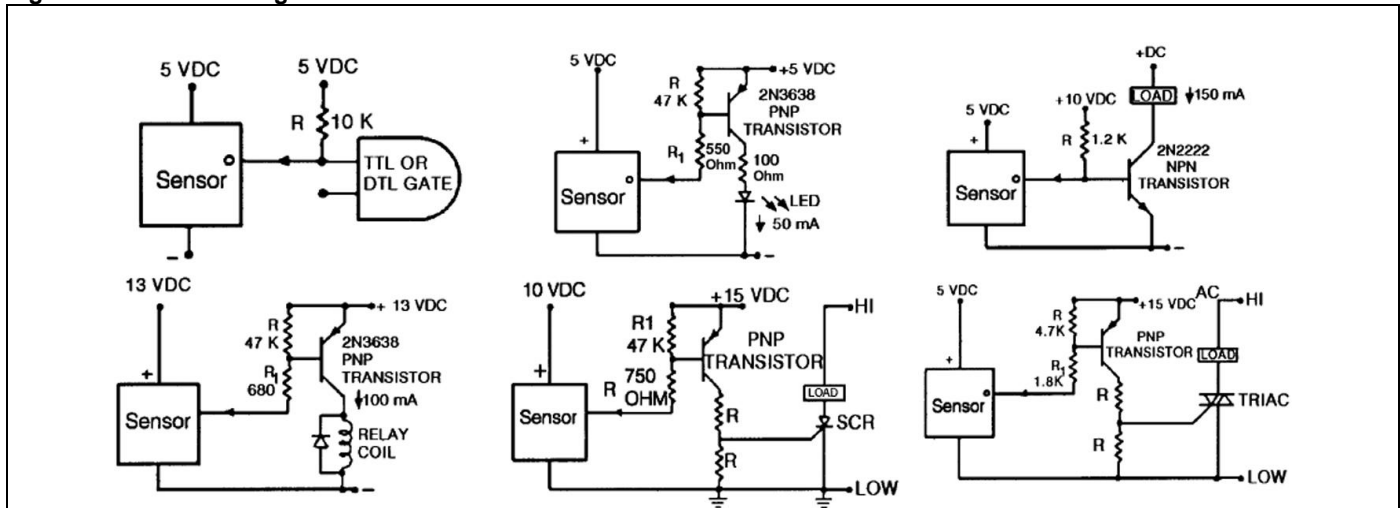 5 VDC
5 VDC
R
10 K
Sensor
TTL OR
DTL GATE
–
5 VDC
+5 VDC
R
47 K
2N3638
PNP
TRANSISTOR
+
R1
550
Ohm
100
Ohm
Sensor
LED
50 mA
–
+DC
LOAD
150 mA
5 VDC
+10 VDC
+
R
1.2 K
2N2222
NPN
TRANSISTOR
Sensor
–
13 VDC
+ 13 VDC
R
47 K
2N3638
PNP
TRANSISTOR
+
R1
680
100 mA
Sensor
RELAY
COIL
–
10 VDC
+15 VDC
R1
47 K
PNP
TRANSISTOR
HI
+
R
750
OHM
LOAD
Sensor
R
SCR
R
LOW
5 VDC
+15 VDC
AC
HI
R
4.7K
PNP
TRANSISTOR
LOAD
+
R1
1.8K
Sensor
R
TRIAC
R
LOW